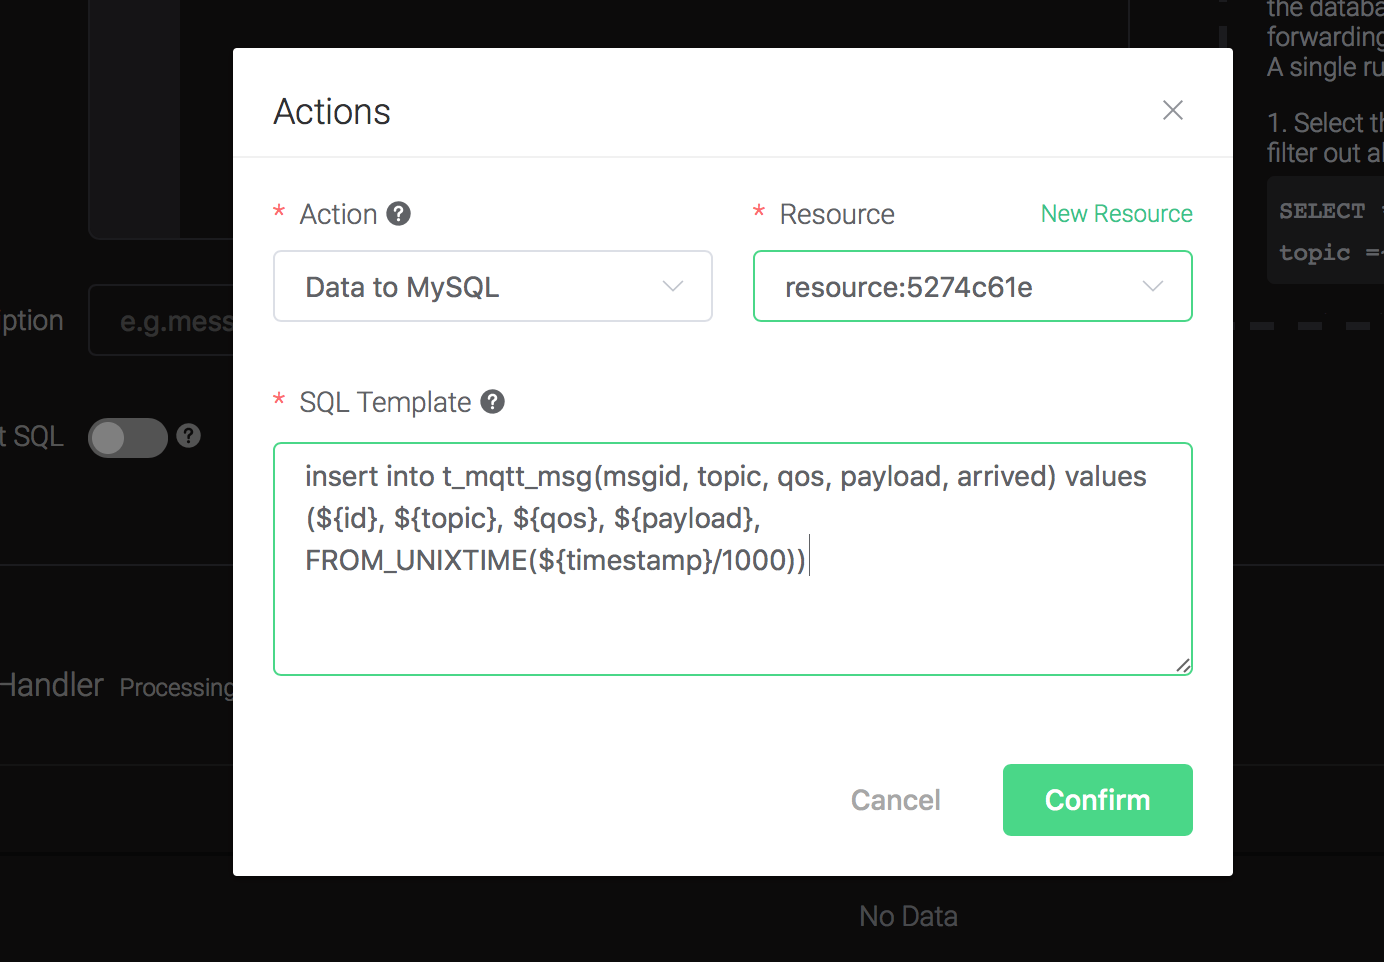 the databa
forwarding
A single ru
1. Select th
filter out al
SELECT
topic =~
Actions
* Action ?
* Resource
New Resource
Data to MySQL
resource:5274c61e
ption
e.g.mess
* SQL Template ?
t SQL
?
insert into t_mqtt_msg(msgid, topic, qos, payload, arrived) values
(${id}, ${topic}, ${qos}, ${payload},
FROM_UNIXTIME(${timestamp}/1000))
Handler Processing
Cancel
Confirm
No Data